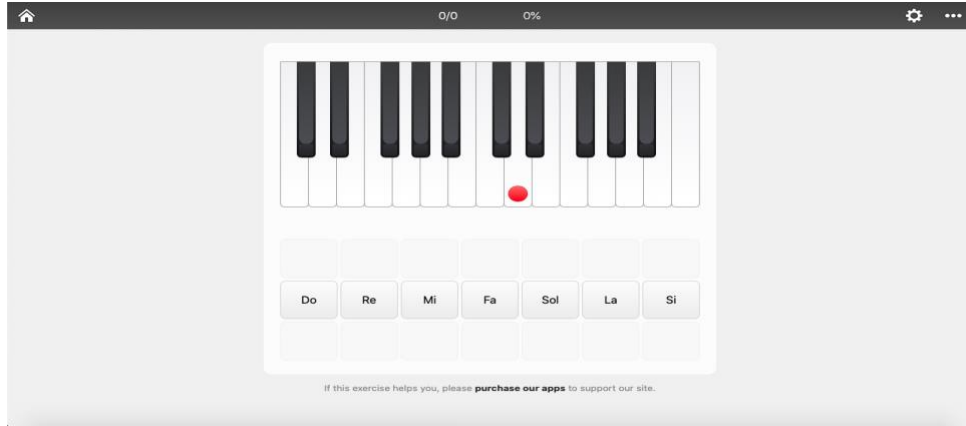 0/0 0%
Do Re Mi Fa Sol La Si
If this exercise helps you, please purchase our apps to support our site.